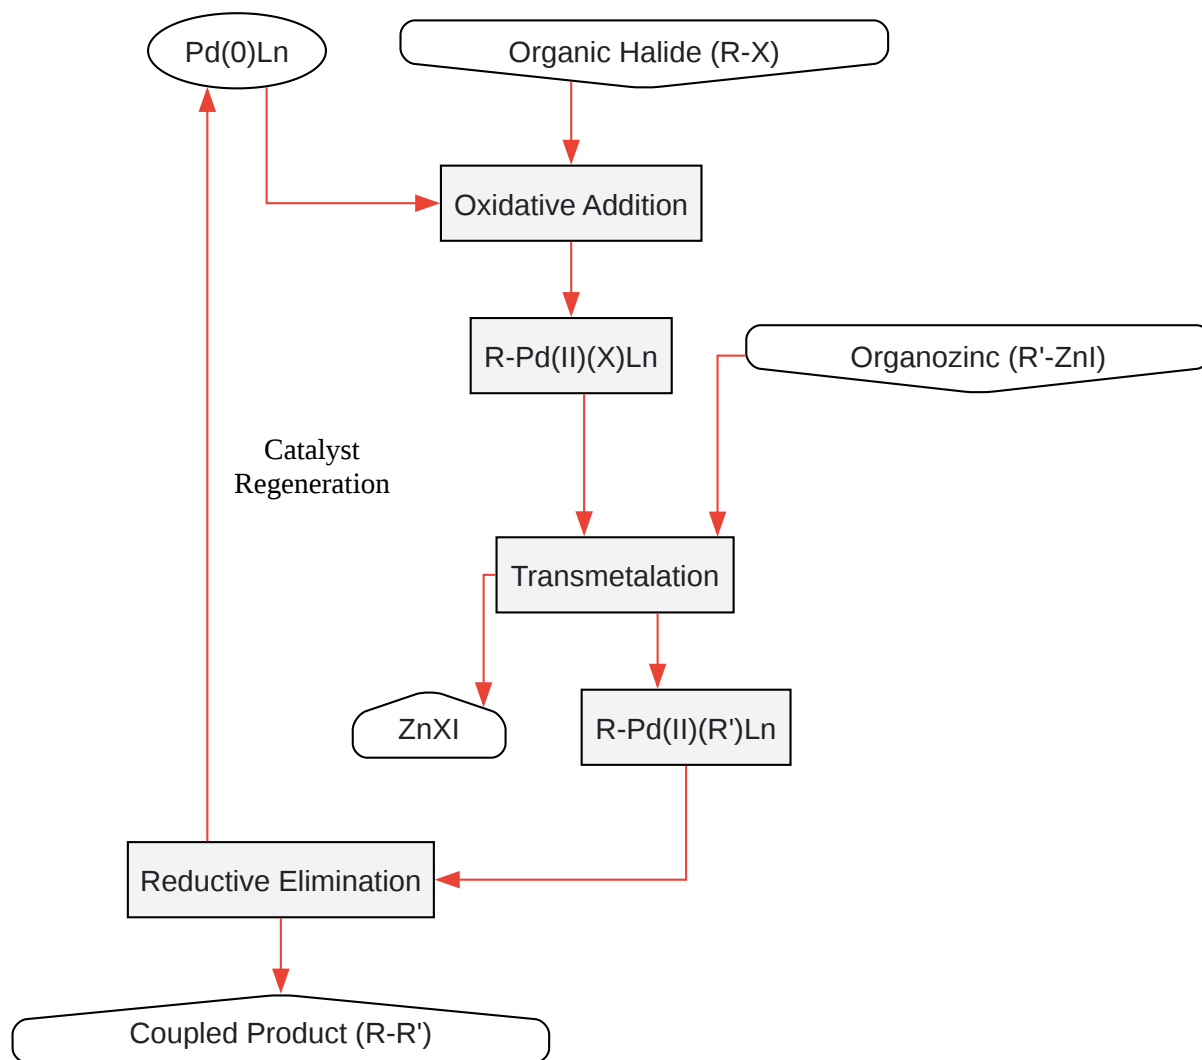 Pd(0)Ln
Organic Halide (R-X)
Oxidative Addition
R-Pd(II)(X)Ln
Organozinc (R'-ZnI)
Catalyst
Regeneration
Transmetalation
ZnXI
R-Pd(II)(R')Ln
Reductive Elimination
Coupled Product (R-R')